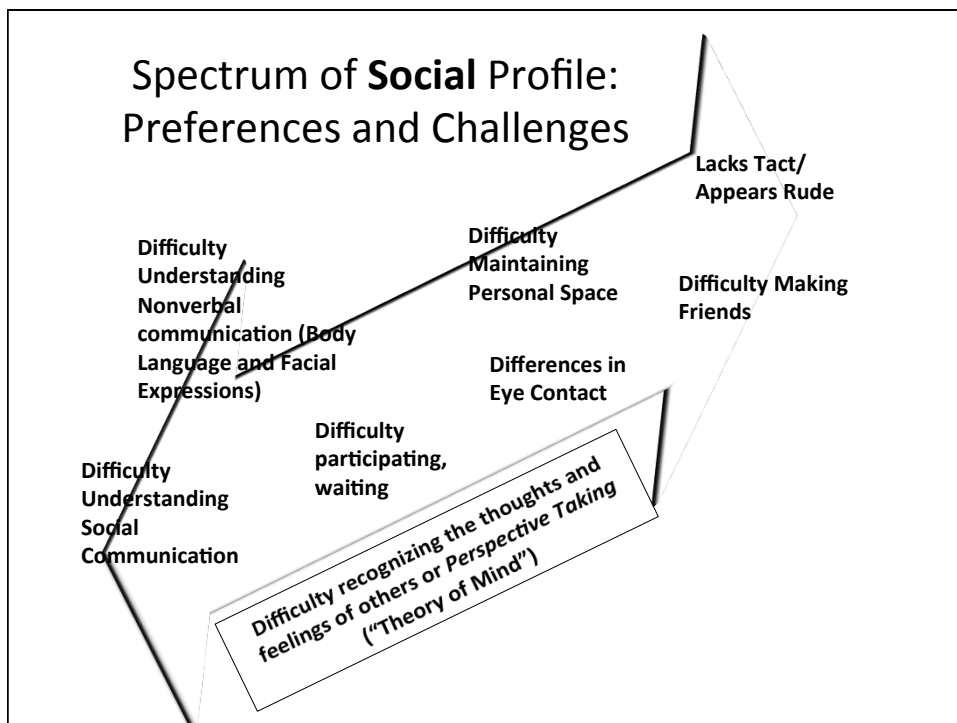 Spectrum of Social Profile:
Preferences and Challenges
Lacks Tact/
Appears Rude
Difficulty
Understanding
Nonverbal
communication (Body
Language and Facial
Expressions)
Difficulty
Maintaining
Personal Space
Difficulty Making
Friends
Differences in
Eye Contact
Difficulty
participating,
waiting
Difficulty
Understanding
Social
Communication
Difficulty recognizing the thoughts and
feelings of others or Perspective Taking
(“Theory of Mind”)